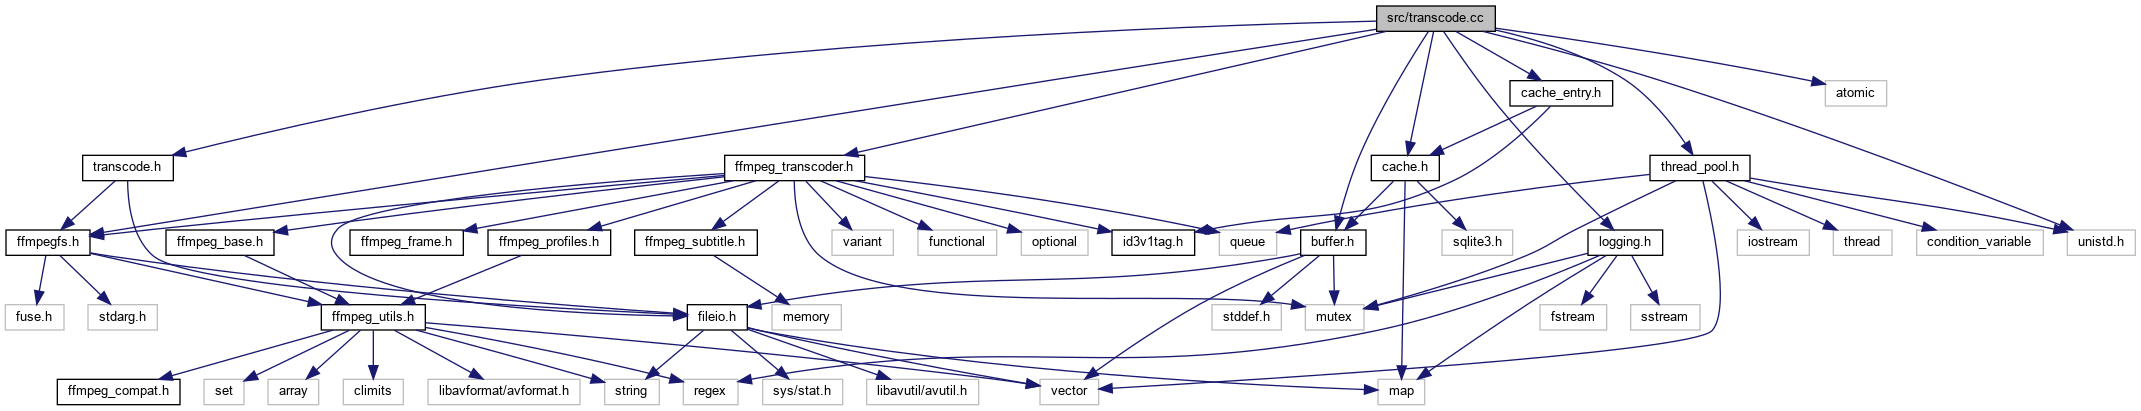 src/transcode.cc
cache_entry.h
atomic
transcode.h
ffmpeg_transcoder.h
cache.h
thread_pool.h
ffmpegfs.h
ffmpeg_base.h
ffmpeg_frame.h
ffmpeg_profiles.h
ffmpeg_subtitle.h
variant
functional
optional
id3v1tag.h
queue
buffer.h
sqlite3.h
logging.h
iostream
thread
condition_variable
unistd.h
fuse.h
stdarg.h
ffmpeg_utils.h
fileio.h
memory
stddef.h
mutex
fstream
sstream
ffmpeg_compat.h
set
array
climits
libavformat/avformat.h
string
regex
sys/stat.h
libavutil/avutil.h
vector
map